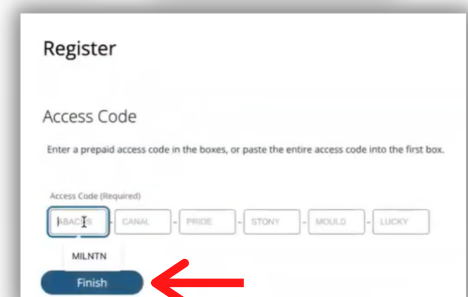 Register
Access Code
Enter a prepaid access code in the boxes, or paste the entire access code into the first box.
Access Code (Required)
ABACUS - CANAL - PRIDE - STONY - MOULD - LUCKY
MILNTN
Finish